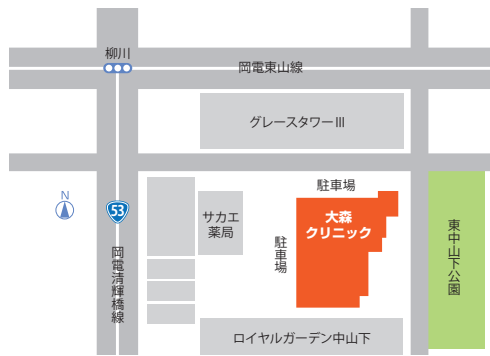 柳川
岡電東山線
グレースタワーⅢ
N
53
駐車場
サカエ
薬局
大森
クリニック
駐車場
東中山下公園
岡電清輝橋線
ロイヤルガーデン中山下